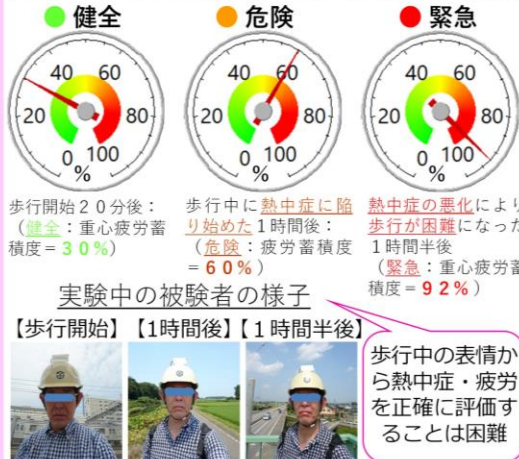 健全
危険
緊急
20 40 60 80 0 100 %
20 40 60 80 0 100 %
20 40 60 80 0 100 %
歩行開始２０分後：
（健全：重心疲労蓄
積度＝３０％）
歩行中に熱中症に陥
り始めた１時間後：
（危険：疲労蓄積度
＝６０％）
熱中症の悪化により
歩行が困難になった
１時間半後
（緊急：重心疲労蓄
積度＝９２％）
実験中の被験者の様子
【歩行開始】
【1時間後】
【１時間半後】
歩行中の表情か
ら熱中症・疲労
を正確に評価す
ることは困難